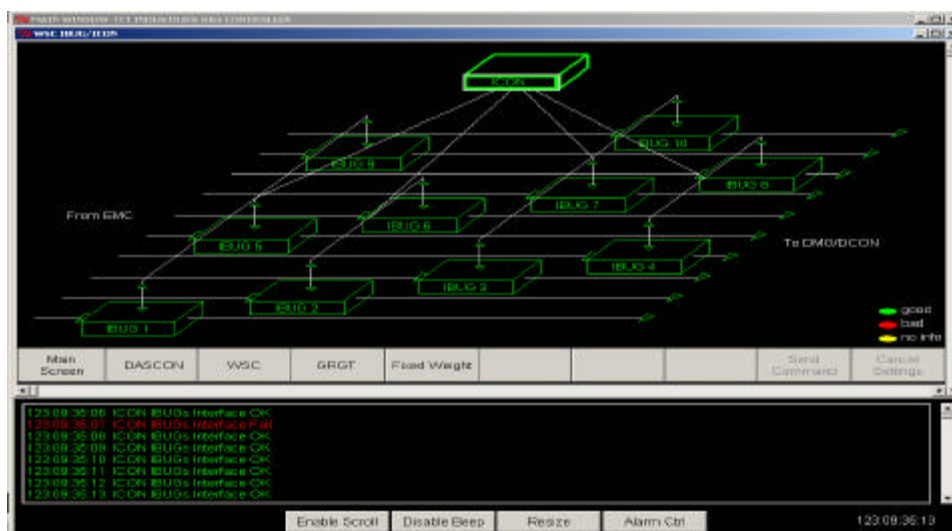 WSC IBUG/ICON
ICON
IBUG 9
IBUG 10
IBUG 8
IBUG 7
From EMC
IBUG 6
IBUG 5
To DMG/DCON
IBUG 4
IBUG 3
IBUG 2
IBUG 1
good
bad
no info
Main Screen
DASCON
WSC
GRGT
Fixed Weight
Send Command
Cancel Settings
123:09:35:06 ICON IBUGs Interface OK
123:09:35:07 ICON IBUGs Interface Fail
123:09:35:08 ICON IBUGs Interface OK
123:09:35:09 ICON IBUGs Interface OK
123:09:35:10 ICON IBUGs Interface OK
123:09:35:11 ICON IBUGs Interface OK
123:09:35:12 ICON IBUGs Interface OK
123:09:35:13 ICON IBUGs Interface OK
Enable Scroll
Disable Beep
Resize
Alarm Ctrl
123:09:35:13